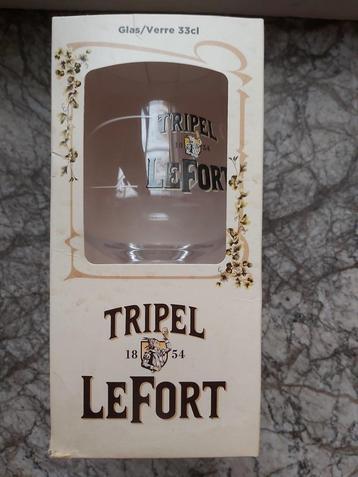 Glas/Verre 33cl
TRIPEL
18 54
LEFORT
TRIPEL
18 54
LEFORT